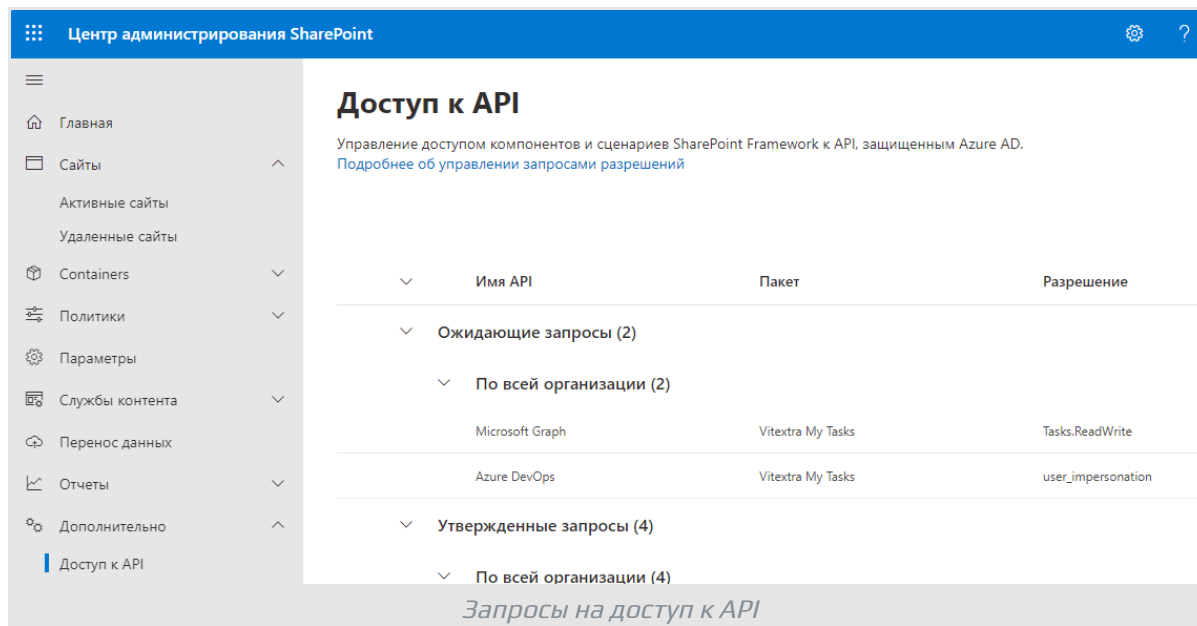 Центр администрирования SharePoint
?
Главная
Сайты
Активные сайты
Удаленные сайты
Containers
Политики
Параметры
Службы контента
Перенос данных
Отчеты
Дополнительно
Доступ к API
Доступ к API
Управление доступом компонентов и сценариев SharePoint Framework к API, защищенным Azure AD.
Подробнее об управлении запросами разрешений
Имя API Пакет Разрешение
Ожидающие запросы (2)
По всей организации (2)
Microsoft Graph Vitextra My Tasks Tasks.ReadWrite
Azure DevOps Vitextra My Tasks user_impersonation
Утвержденные запросы (4)
По всей организации (4)
Запросы на доступ к API